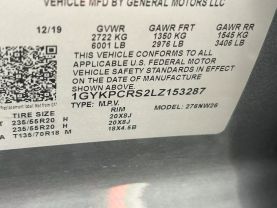 VEHICLE MFD BY GENERAL MOTORS LLC
12/19 GVWR GAWR FRT GAWR RR
2722 KG 1350 KG 1545 KG
6001 LB 2976 LB 3406 LB
THIS VEHICLE CONFORMS TO ALL APPLICABLE
U.S. FEDERAL MOTOR VEHICLE
IN EFFECT ON THE
DATE OF MANUFACTURE SHOWN ABOVE.
1GYKPCRS2LZ153287
TYPE: M.P.V. MODEL: 276NW26
TIRE SIZE RIM
235/55R20 H 20X8J
235/55R20 H 20X8J
T135/70R18 M 18X4.5B